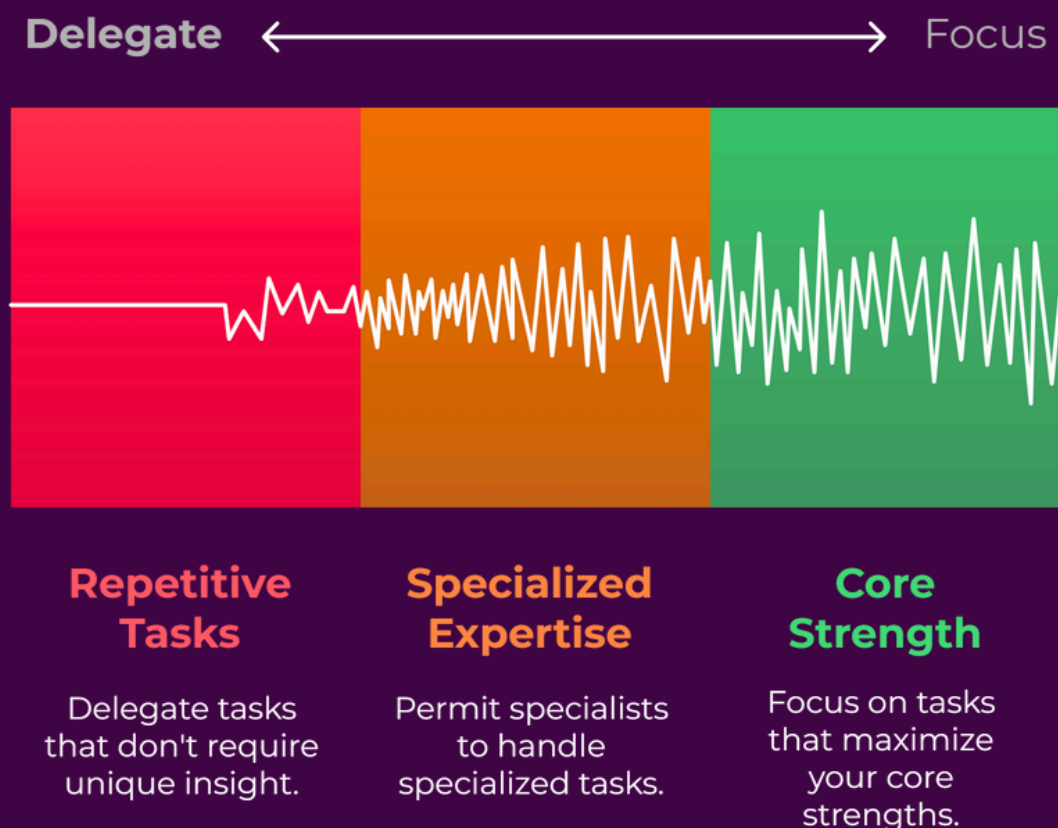 Delegate
Focus
Repetitive
Tasks
Delegate tasks
that don't require
unique insight.
Specialized
Expertise
Permit specialists
to handle
specialized tasks.
Core
Strength
Focus on tasks
that maximize
your core
strengths.